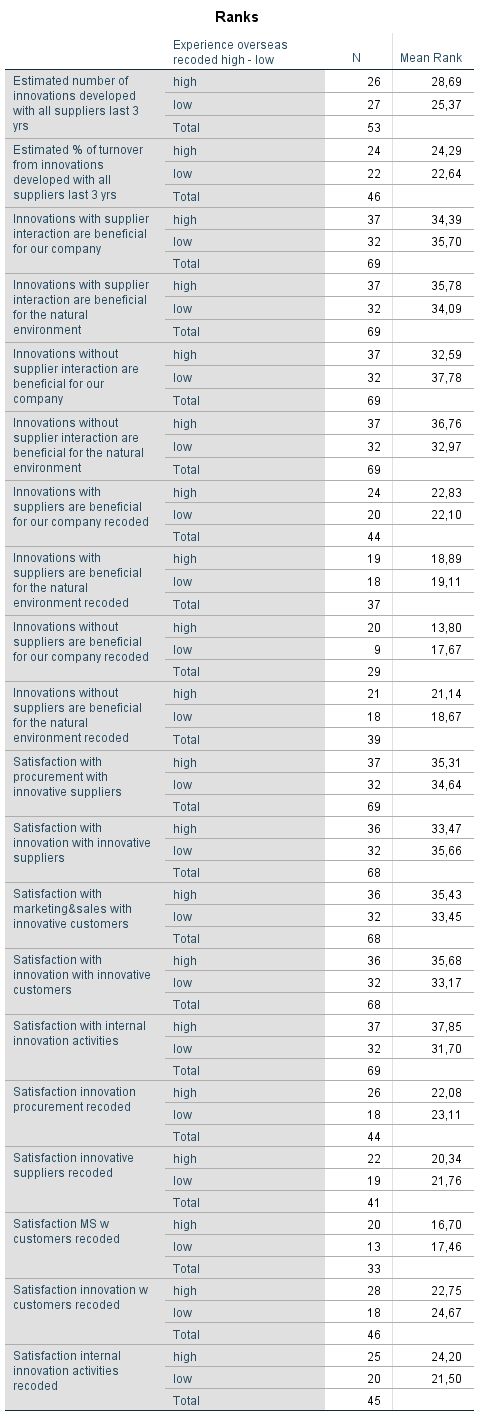 Ranks
Experience overseas
recoded high - low N Mean Rank
Estimated number of high 26 28,69
innovations developed
with all suppliers last 3 low 27 25,37
yrs Total 53
Estimated % of turnover high 24 24,29
from innovations
developed with all low 22 22,64
suppliers last 3 yrs Total 46
Innovations with supplier high 37 34,39
interaction are beneficial
for our company low 32 35,70
Total 69
Innovations with supplier high 37 35,78
interaction are beneficial
for the natural low 32 34,09
environment Total 69
Innovations without high 37 32,59
supplier interaction are
beneficial for our low 32 37,78
company Total 69
Innovations without high 37 36,76
supplier interaction are
beneficial for the natural low 32 32,97
environment Total 69
Innovations with high 24 22,83
suppliers are beneficial
for our company recoded low 20 22,10
Total 44
Innovations with high 19 18,89
suppliers are beneficial
for the natural low 18 19,11
environment recoded Total 37
Innovations without high 20 13,80
suppliers are beneficial
for our company recoded low 9 17,67
Total 29
Innovations without high 21 21,14
suppliers are beneficial
for the natural low 18 18,67
environment recoded Total 39
Satisfaction with high 37 35,31
procurement with
innovative suppliers low 32 34,64
Total 69
Satisfaction with high 36 33,47
innovation with innovative
suppliers low 32 35,66
Total 68
Satisfaction with high 36 35,43
marketing&sales with
innovative customers low 32 33,45
Total 68
Satisfaction with high 36 35,68
innovation with innovative
customers low 32 33,17
Total 68
Satisfaction with internal high 37 37,85
innovation activities
low 32 31,70
Total 69
Satisfaction innovation high 26 22,08
procurement recoded
low 18 23,11
Total 44
Satisfaction innovative high 22 20,34
suppliers recoded
low 19 21,76
Total 41
Satisfaction MS w high 20 16,70
customers recoded
low 13 17,46
Total 33
Satisfaction innovation w high 28 22,75
customers recoded
low 18 24,67
Total 46
Satisfaction internal high 25 24,20
innovation activities
recoded low 20 21,50
Total 45